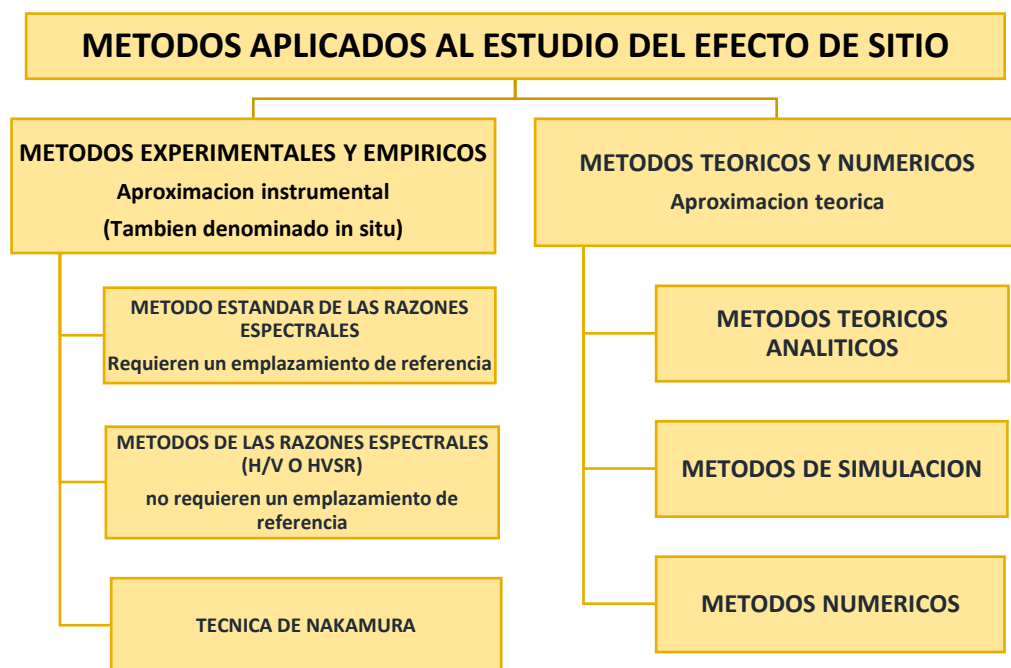 METODOS APLICADOS AL ESTUDIO DEL EFECTO DE SITIO
METODOS EXPERIMENTALES Y EMPIRICOS
Aproximacion instrumental
(Tambien denominado in situ)
METODO ESTANDAR DE LAS RAZONES
ESPECTRALES
Requieren un emplazamiento de referencia
METODOS DE LAS RAZONES ESPECTRALES
(H/V O HVSR)
no requieren un emplazamiento de
referencia
TECNICA DE NAKAMURA
METODOS TEORICOS Y NUMERICOS
Aproximacion teorica
METODOS TEORICOS
ANALITICOS
METODOS DE SIMULACION
METODOS NUMERICOS